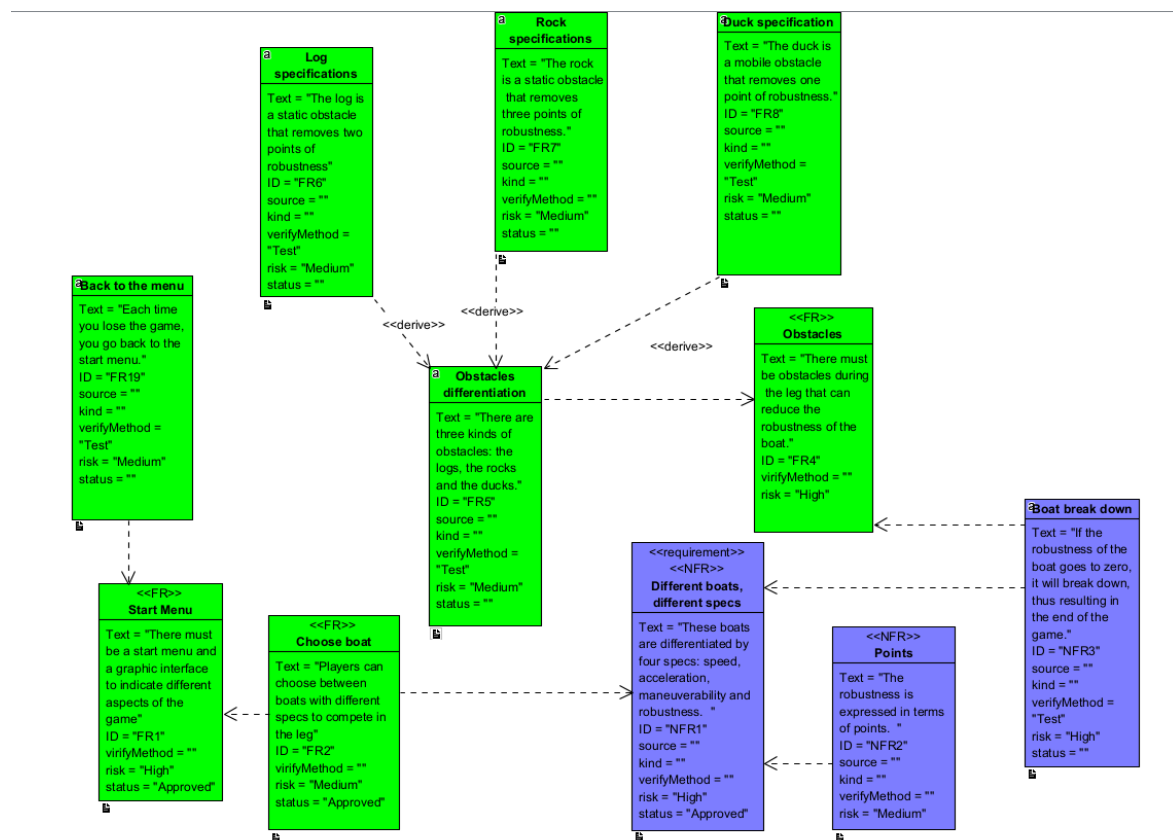 a
Log
specifications
Text = "The log is
a static obstacle
that removes two
points of
robustness"
ID = "FR6"
source = ""
kind = ""
verifyMethod =
"Test"
risk = "Medium"
status = ""
a
Rock
specifications
Text = "The rock
is a static obstacle
that removes
three points of
robustness."
ID = "FR7"
source = ""
kind = ""
verifyMethod = ""
risk = "Medium"
status = ""
a
Duck specification
Text = "The duck is
a mobile obstacle
that removes one
point of robustness."
ID = "FR8"
source = ""
kind = ""
verifyMethod =
"Test"
risk = "Medium"
status = ""
a
Back to the menu
Text = "Each time
you lose the game,
you go back to the
start menu."
ID = "FR19"
source = ""
kind = ""
verifyMethod =
"Test"
risk = "Medium"
status = ""
<<derive>>
<<derive>>
<<derive>>
a
Obstacles
differentiation
Text = "There are
three kinds of
obstacles: the
logs, the rocks
and the ducks."
ID = "FR5"
source = ""
kind = ""
verifyMethod =
"Test"
risk = "Medium"
status = ""
<<FR>>
Obstacles
Text = "There must
be obstacles during
the leg that can
reduce the
robustness of the
boat."
ID = "FR4"
virifyMethod = ""
risk = "High"
a
Boat break down
Text = "If the
robustness of the
boat goes to zero,
it will break down,
thus resulting in
the end of the
game."
ID = "NFR3"
source = ""
kind = ""
verifyMethod =
"Test"
risk = "High"
status = ""
<<FR>>
Start Menu
Text = "There must
be a start menu and
a graphic interface
to indicate different
aspects of the
game"
ID = "FR1"
virifyMethod = ""
risk = "High"
status = "Approved"
<<FR>>
Choose boat
Text = "Players can
choose between
boats with different
specs to compete in
the leg"
ID = "FR2"
virifyMethod = ""
risk = "Medium"
status = "Approved"
<<requirement>>
<<NFR>>
Different boats,
different specs
Text = "These boats
are differentiated by
four specs: speed,
acceleration,
maneuverability and
robustness. "
ID = "NFR1"
source = ""
kind = ""
verifyMethod = ""
risk = "High"
status = "Approved"
<<NFR>>
Points
Text = "The
robustness is
expressed in terms
of points. "
ID = "NFR2"
source = ""
kind = ""
verifyMethod = ""
risk = "Medium"